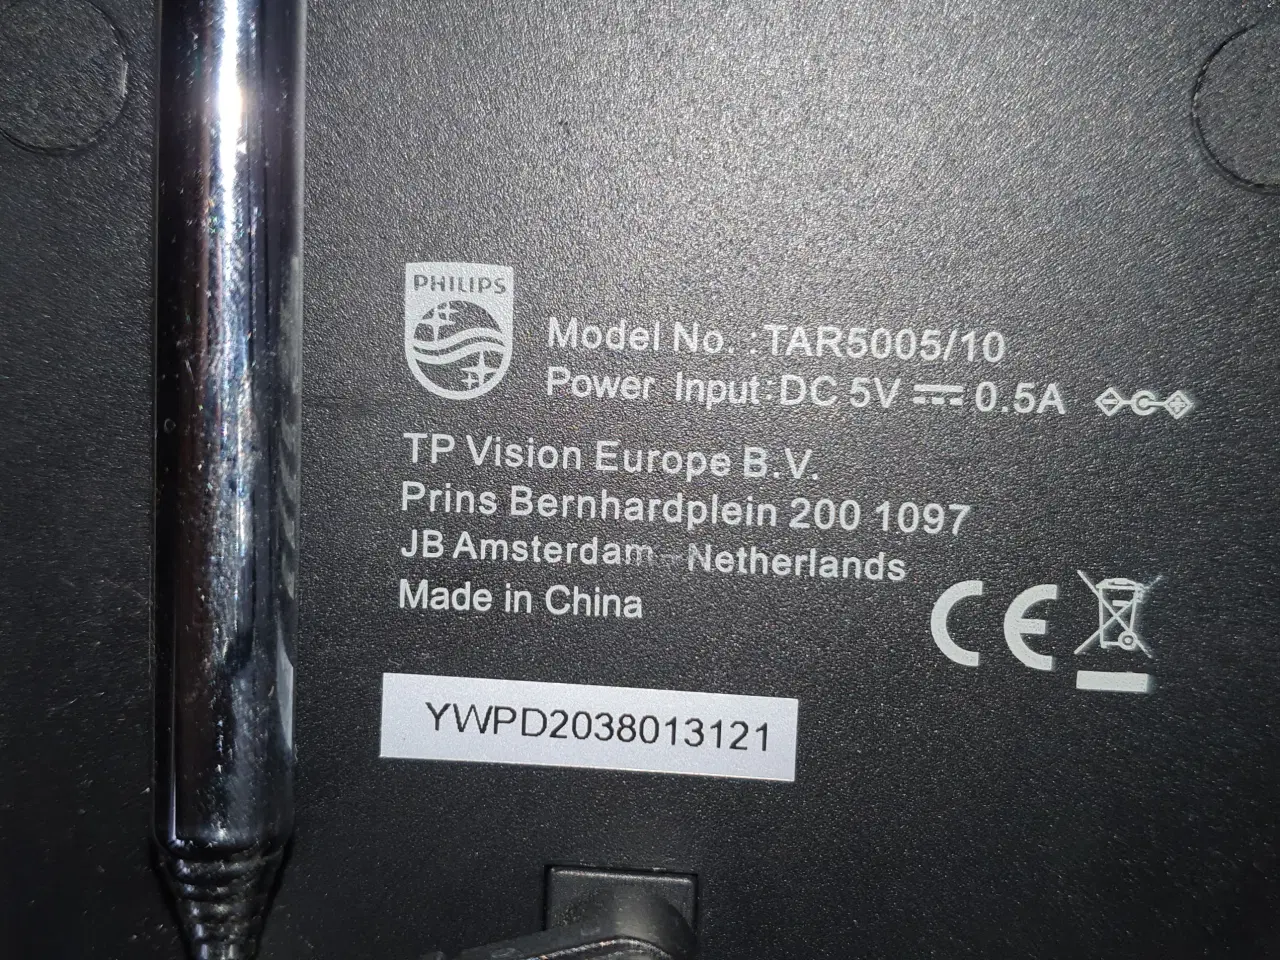 PHILIPS
Model No. :TAR5005/10
Power Input:DC 5V ⎓ 0.5A
TP Vision Europe B.V.
Prins Bernhardplein 200 1097
JB Amsterdam – Netherlands
Made in China
CE
YWPD2038013121